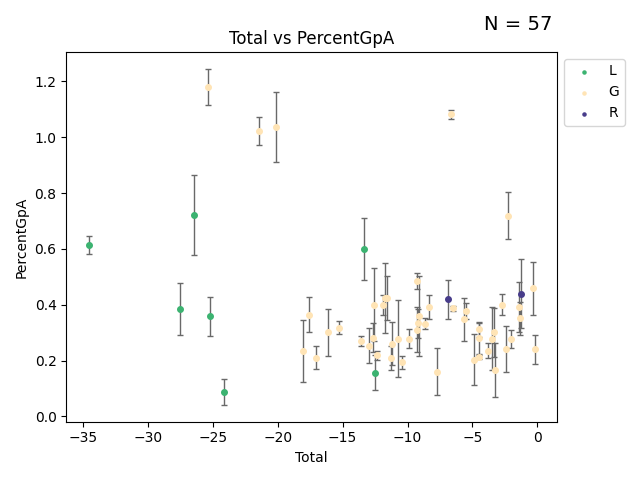 N = 57
Total vs PercentGpA
PercentGpA
1.2
1.0
0.8
0.6
0.4
0.2
0.0
−35 −30 −25 −20 −15 −10 −5 0
Total
L
G
R